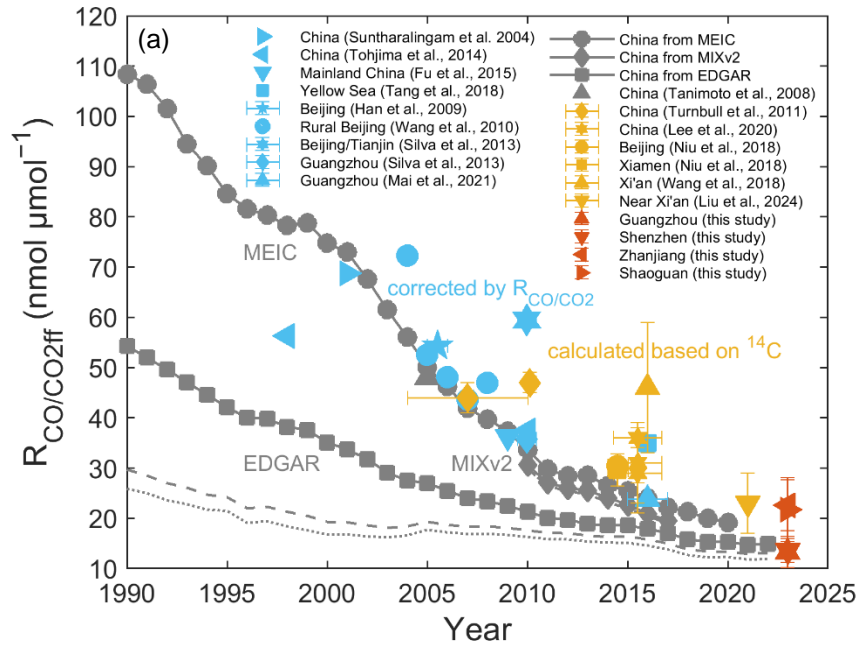 (a)
China (Suntharalingam et al. 2004)
China (Tohjima et al., 2014)
Mainland China (Fu et al., 2015)
Yellow Sea (Tang et al., 2018)
Beijing (Han et al., 2009)
Rural Beijing (Wang et al., 2010)
Beijing/Tianjin (Silva et al., 2013)
Guangzhou (Silva et al., 2013)
Guangzhou (Mai et al., 2021)
China from MEIC
China from MIXv2
China from EDGAR
China (Tanimoto et al., 2008)
China (Turnbull et al., 2011)
China (Lee et al., 2020)
Beijing (Niu et al., 2018)
Xiamen (Niu et al., 2018)
Xi'an (Wang et al., 2018)
Near Xi'an (Liu et al., 2024)
Guangzhou (this study)
Shenzhen (this study)
Zhanjiang (this study)
Shaoguan (this study)
120
110
100
90
80
70
60
50
40
30
20
10
R_CO/CO2ff (nmol μmol⁻¹)
MEIC
corrected by R_CO/CO2
calculated based on ¹⁴C
EDGAR
MIXv2
1990 1995 2000 2005 2010 2015 2020 2025
Year